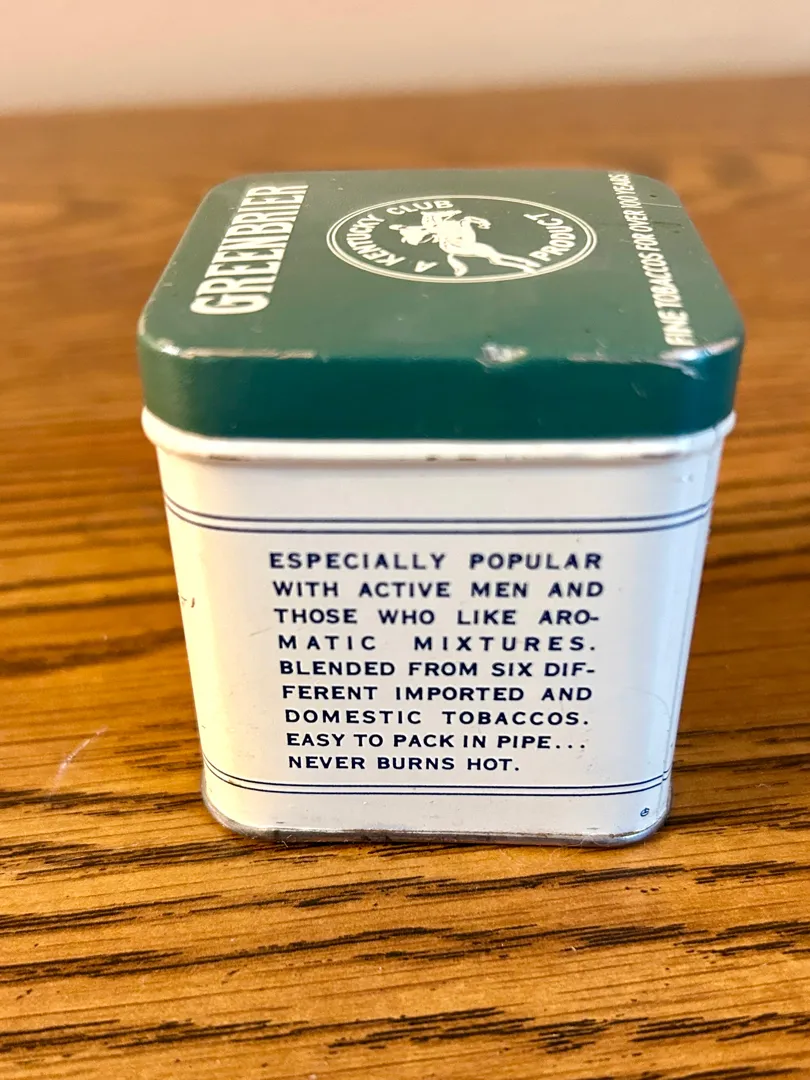 GREENBRIER
A KENTUCKY CLUB
PRODUCT
FINE TOBACCOS FOR OVER 100 YEARS
ESPECIALLY POPULAR
WITH ACTIVE MEN AND
THOSE WHO LIKE ARO-
MATIC MIXTURES.
BLENDED FROM SIX DIF-
FERENT IMPORTED AND
DOMESTIC TOBACCOS.
EASY TO PACK IN PIPE...
NEVER BURNS HOT.